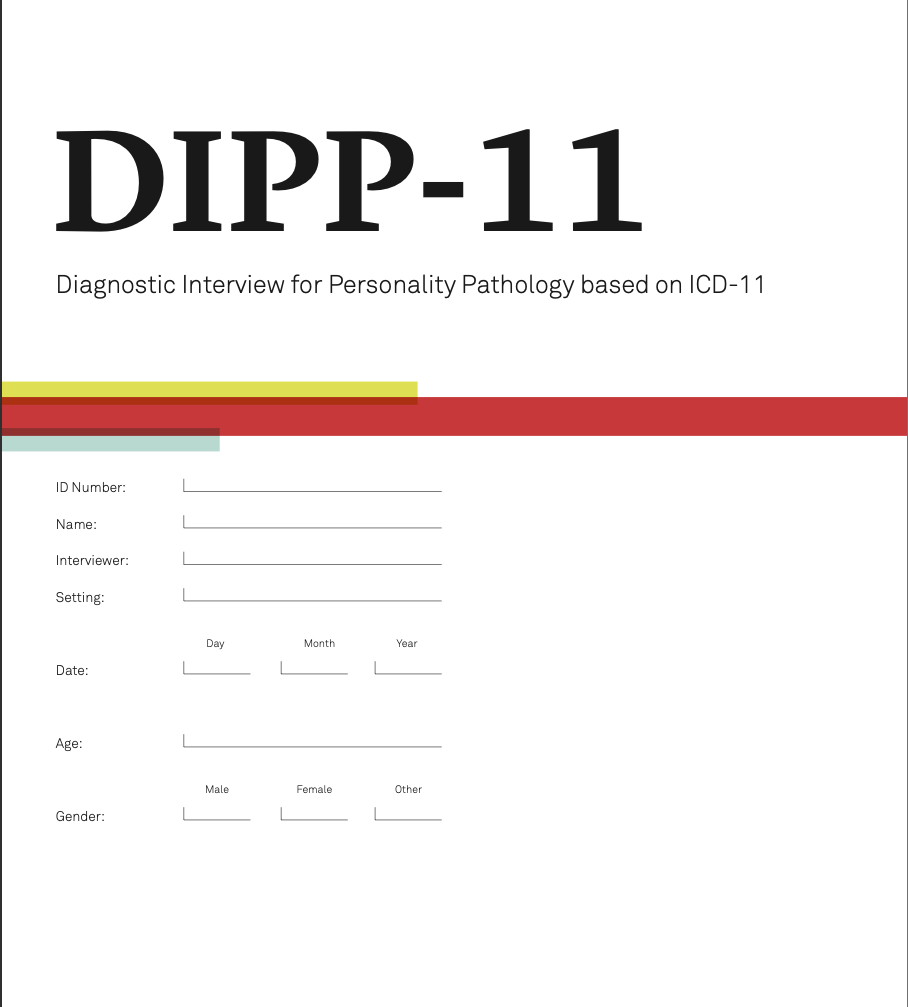 DIPP-11
Diagnostic Interview for Personality Pathology based on ICD-11
ID Number:
Name:
Interviewer:
Setting:
Day Month Year
Date:
Age:
Male Female Other
Gender: